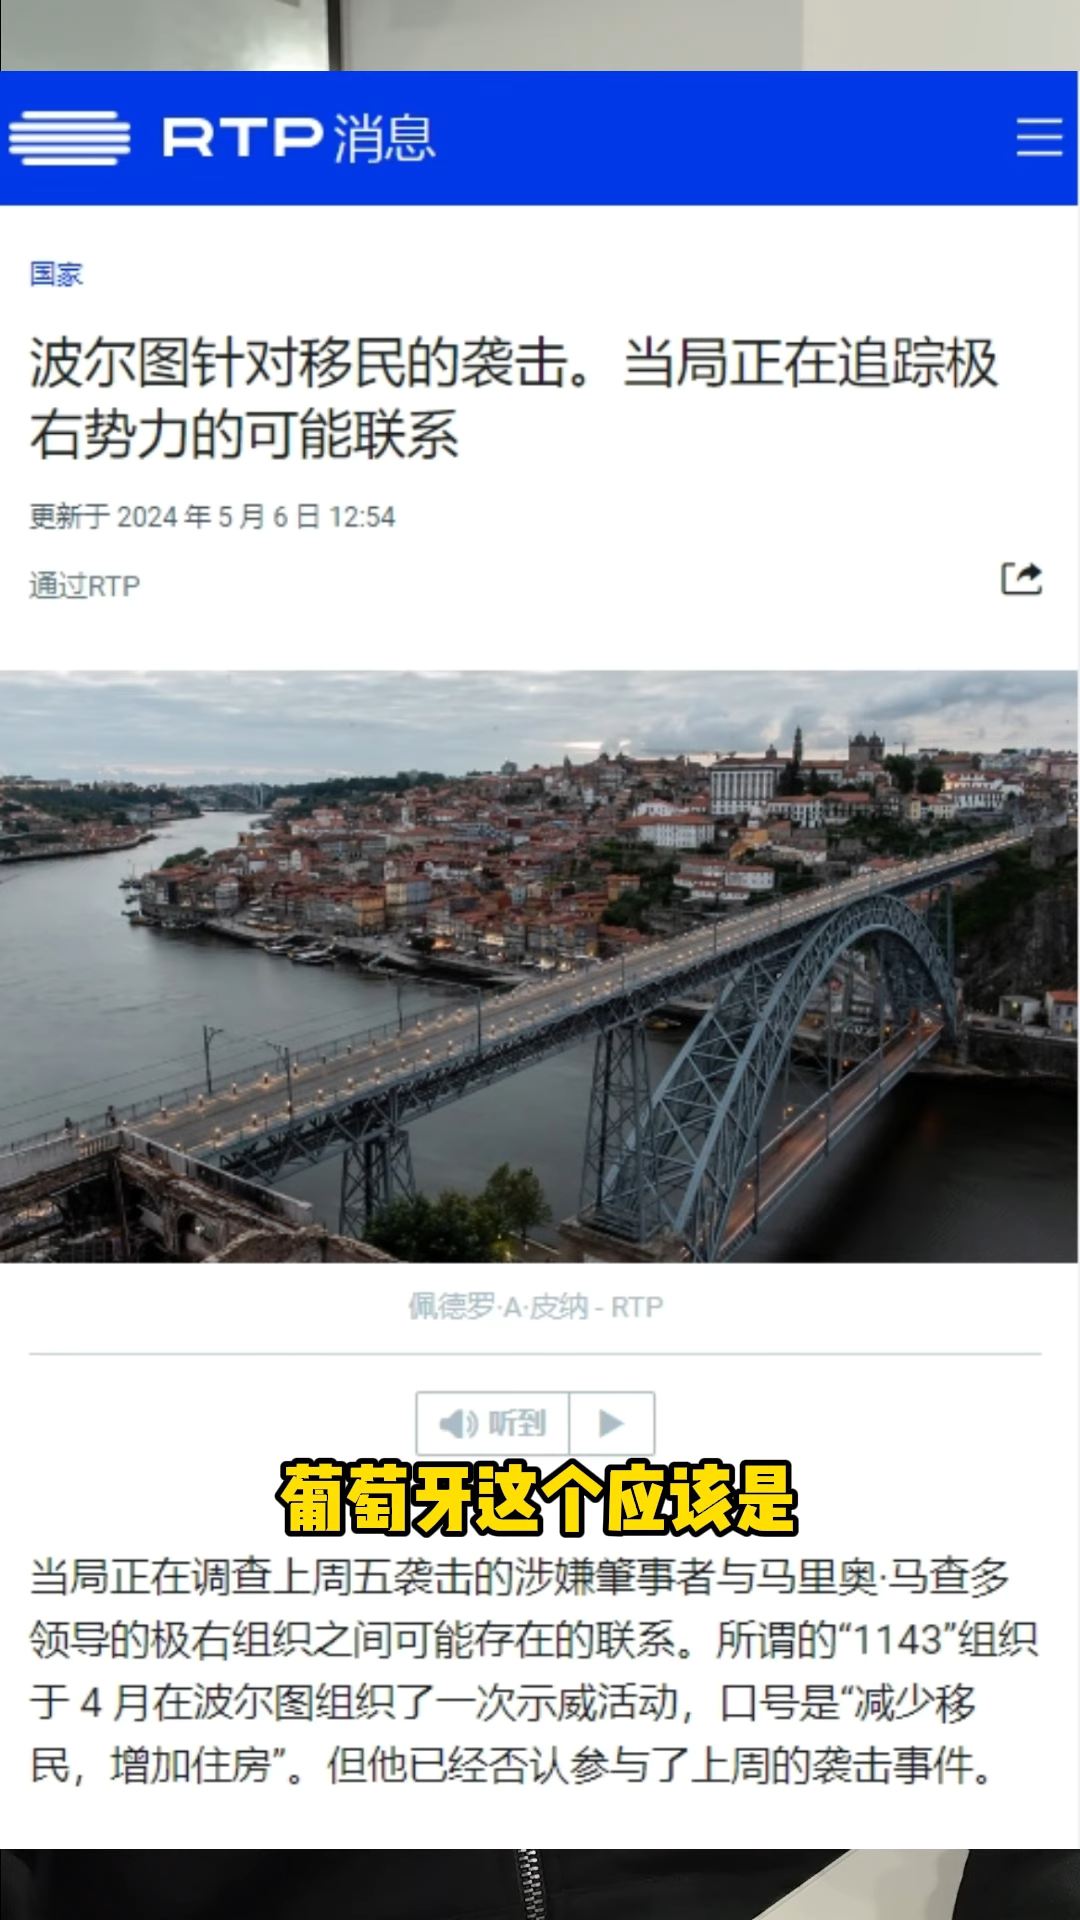 RTP消息
国家
波尔图针对移民的袭击。当局正在追踪极
右势力的可能联系
更新于 2024 年 5 月 6 日 12:54
通过RTP
佩德罗·A·皮纳 - RTP
听到
葡萄牙这个应该是
当局正在调查上周五袭击的涉嫌肇事者与马里奥·马查多
领导的极右组织之间可能存在的联系。所谓的“1143”组织
于 4 月在波尔图组织了一次示威活动，口号是“减少移
民，增加住房”。但他已经否认参与了上周的袭击事件。